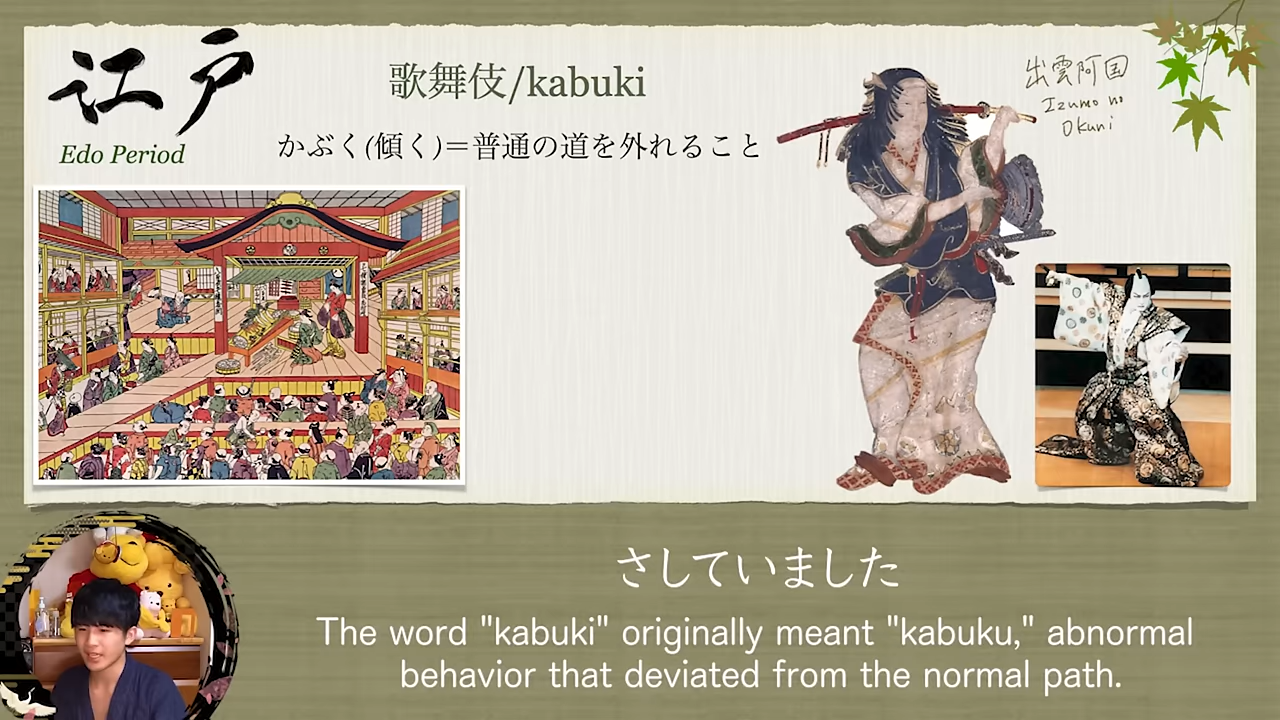 江戸
Edo Period
歌舞伎/kabuki
かぶく(傾く)＝普通の道を外れること
出雲阿国
Izumo no
Okuni
さしていました
The word "kabuki" originally meant "kabuku," abnormal
behavior that deviated from the normal path.